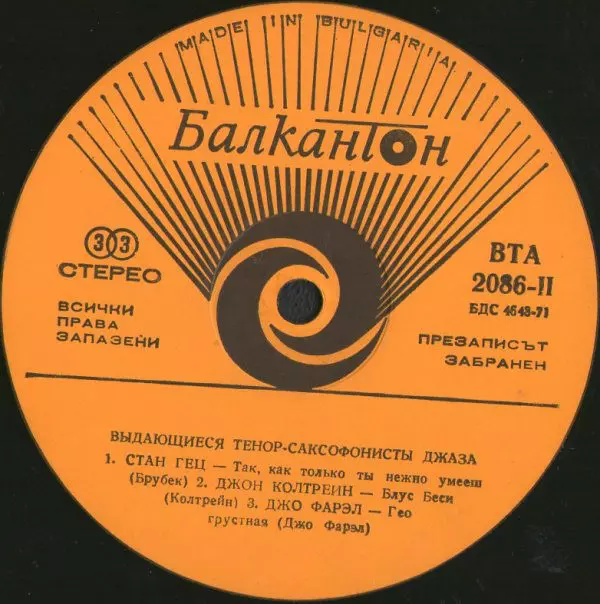 MADE IN BULGARIA
Балкантон
33
СТЕРЕО
ВСИЧКИ
ПРАВА
ЗАПАЗЕНИ
ВТА
2086-II
БДС 4643-71
ПРЕЗАПИСЪТ
ЗАБРАНЕН
ВЫДАЮЩИЕСЯ ТЕНОР-САКСОФОНИСТЫ ДЖАЗА
1. СТАН ГЕЦ — Так, как только ты нежно умееш
(Брубек) 2. ДЖОН КОЛТРЕИН — Блус Беси
(Колтрейн) 3. ДЖО ФАРЭЛ — Гео
грустная (Джо Фарэл)